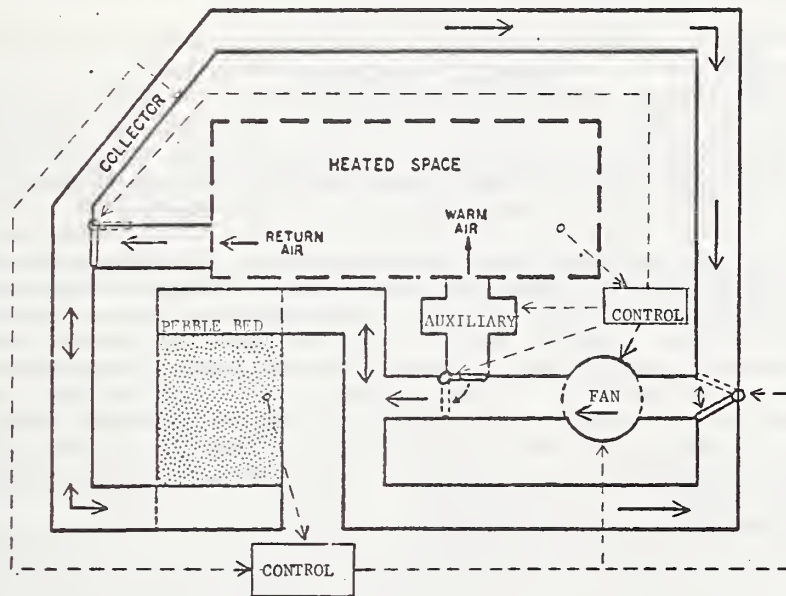 COLLECTOR
HEATED SPACE
RETURN
AIR
WARM
AIR
PEBBLE BED
AUXILIARY
CONTROL
FAN
CONTROL